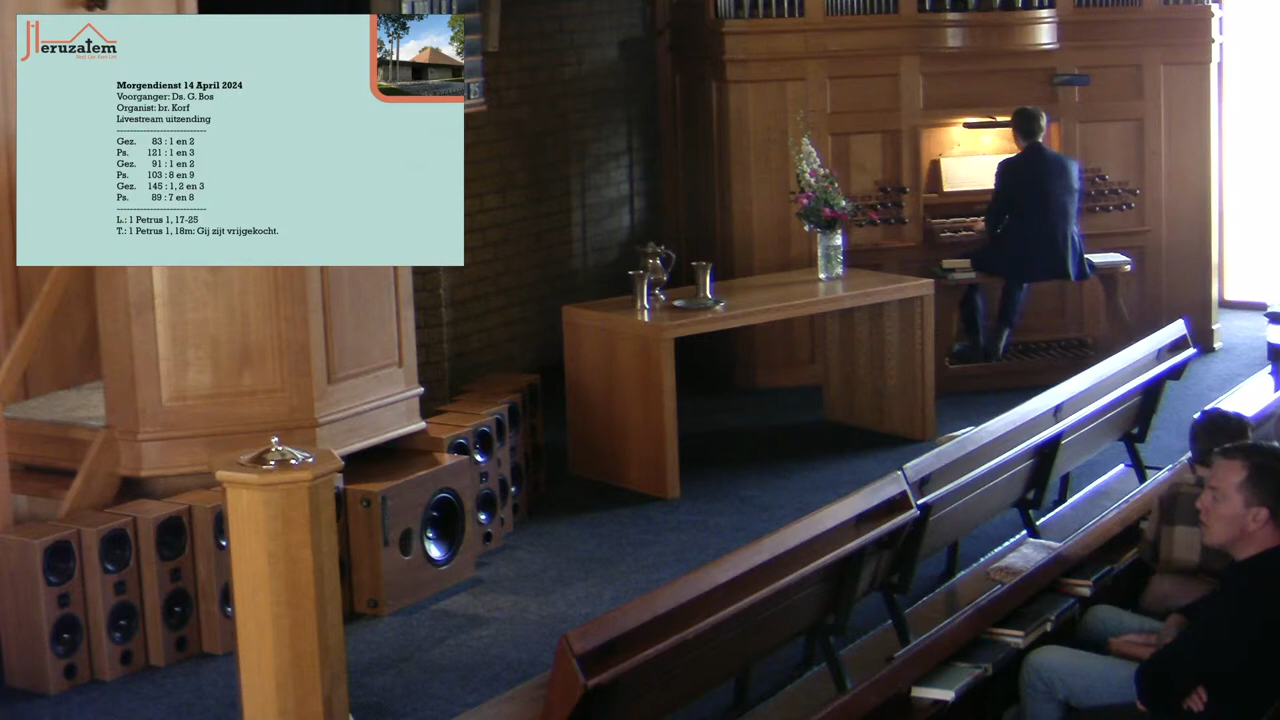 Jeruzalem
Morgendienst 14 April 2024
Voorganger: Ds. G. Bos
Organist: br. Korf
Livestream uitzending
----------------------------
Gez. 83 : 1 en 2
Ps. 121 : 1 en 3
Gez. 91 : 1 en 2
Ps. 103 : 8 en 9
Gez. 145 : 1, 2 en 3
Ps. 89 : 7 en 8
----------------------------
L.: 1 Petrus 1, 17-25
T.: 1 Petrus 1, 18m: Gij zijt vrijgekocht.